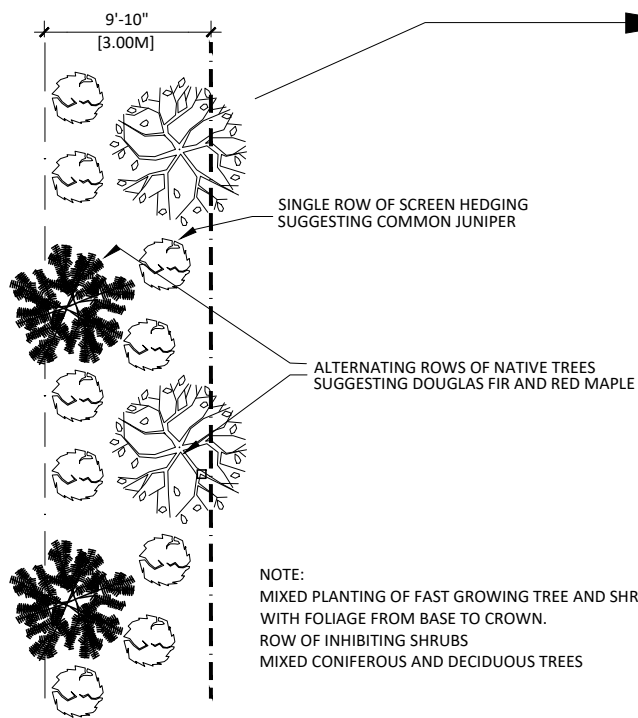 9'-10"
[3.00M]
SINGLE ROW OF SCREEN HEDGING
SUGGESTING COMMON JUNIPER
ALTERNATING ROWS OF NATIVE TREES
SUGGESTING DOUGLAS FIR AND RED MAPLE
NOTE:
MIXED PLANTING OF FAST GROWING TREE AND SHR
WITH FOLIAGE FROM BASE TO CROWN.
ROW OF INHIBITING SHRUBS
MIXED CONIFEROUS AND DECIDUOUS TREES